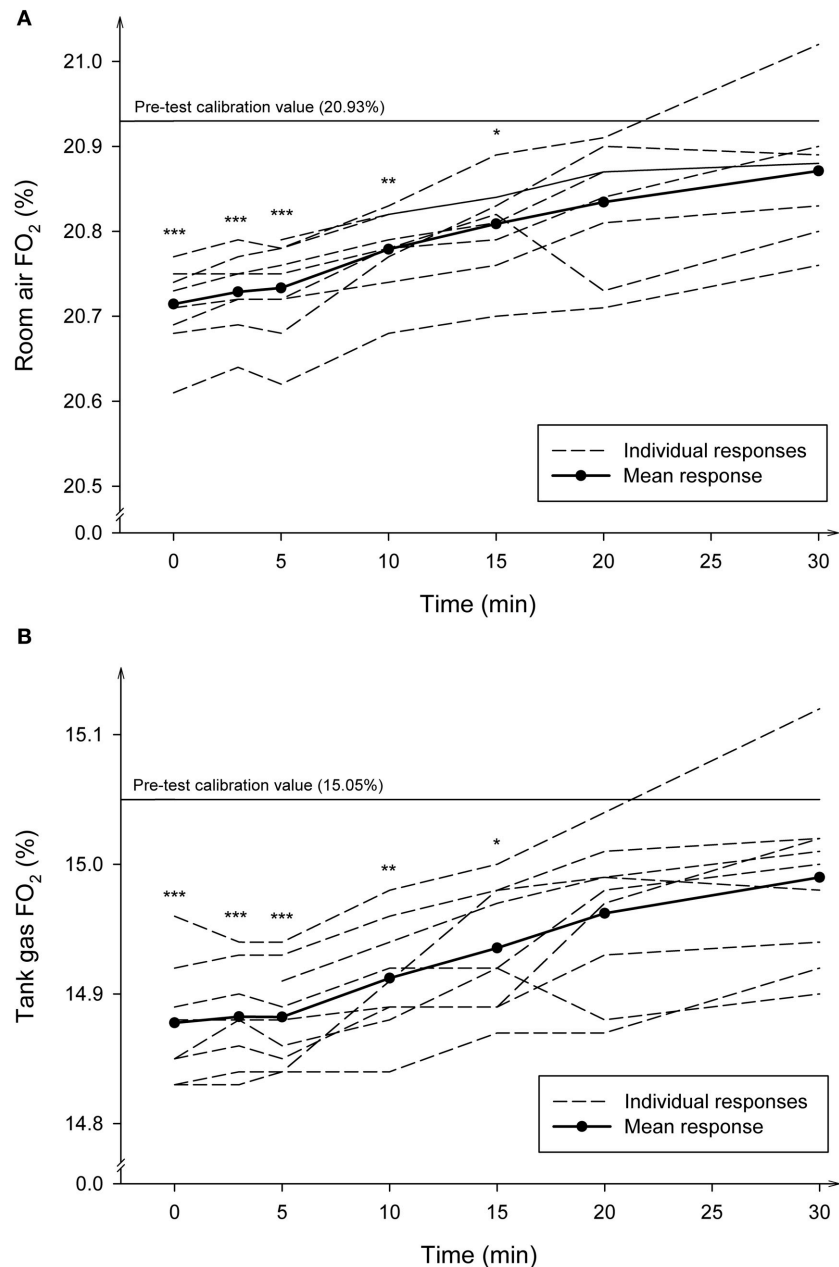 A
21.0
Pre-test calibration value (20.93%)
20.9
*
**
***
***
***
20.8
Room air FO₂ (%)
20.7
20.6
Individual responses
Mean response
20.5
0.0
0 5 10 15 20 25 30
Time (min)
B
15.1
Pre-test calibration value (15.05%)
15.0
*
**
***
***
***
Tank gas FO₂ (%)
14.9
Individual responses
Mean response
14.8
0.0
0 5 10 15 20 25 30
Time (min)